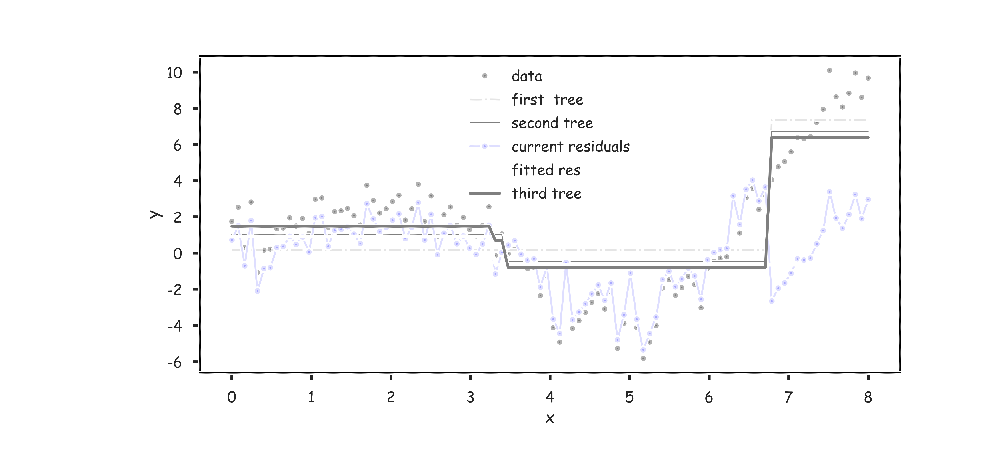 10
8
6
4
2
0
-2
-4
-6
y
data
first tree
second tree
current residuals
fitted res
third tree
0 1 2 3 4 5 6 7 8
x